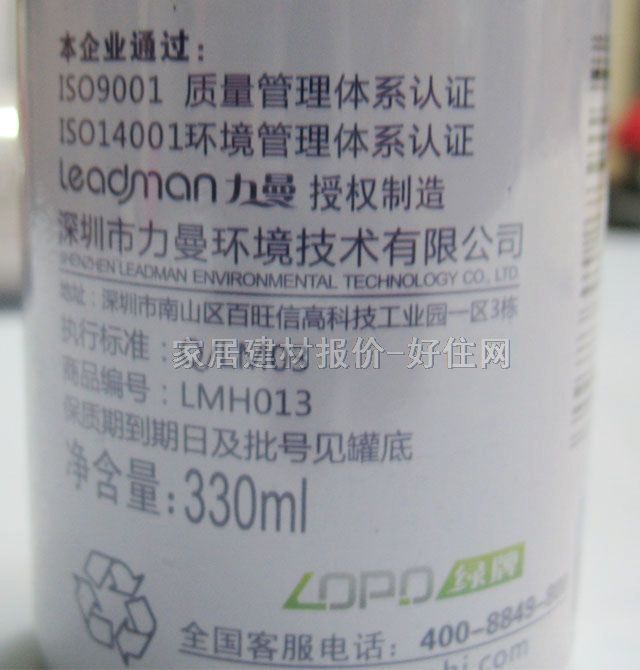 本企业通过：
ISO9001 质量管理体系认证
ISO14001环境管理体系认证
Leadman 力曼 授权制造
深圳市力曼环境技术有限公司
SHENZHEN LEADMAN ENVIRONMENTAL TECHNOLOGY CO., LTD.
地址：深圳市南山区百旺信高科技工业园一区3栋
执行标准：
家居建材报价-好住网
商品编号：LMH013
保质期到期日及批号见罐底
净含量：330ml
LOPO 绿牌
全国客服电话：400-8849-
.com